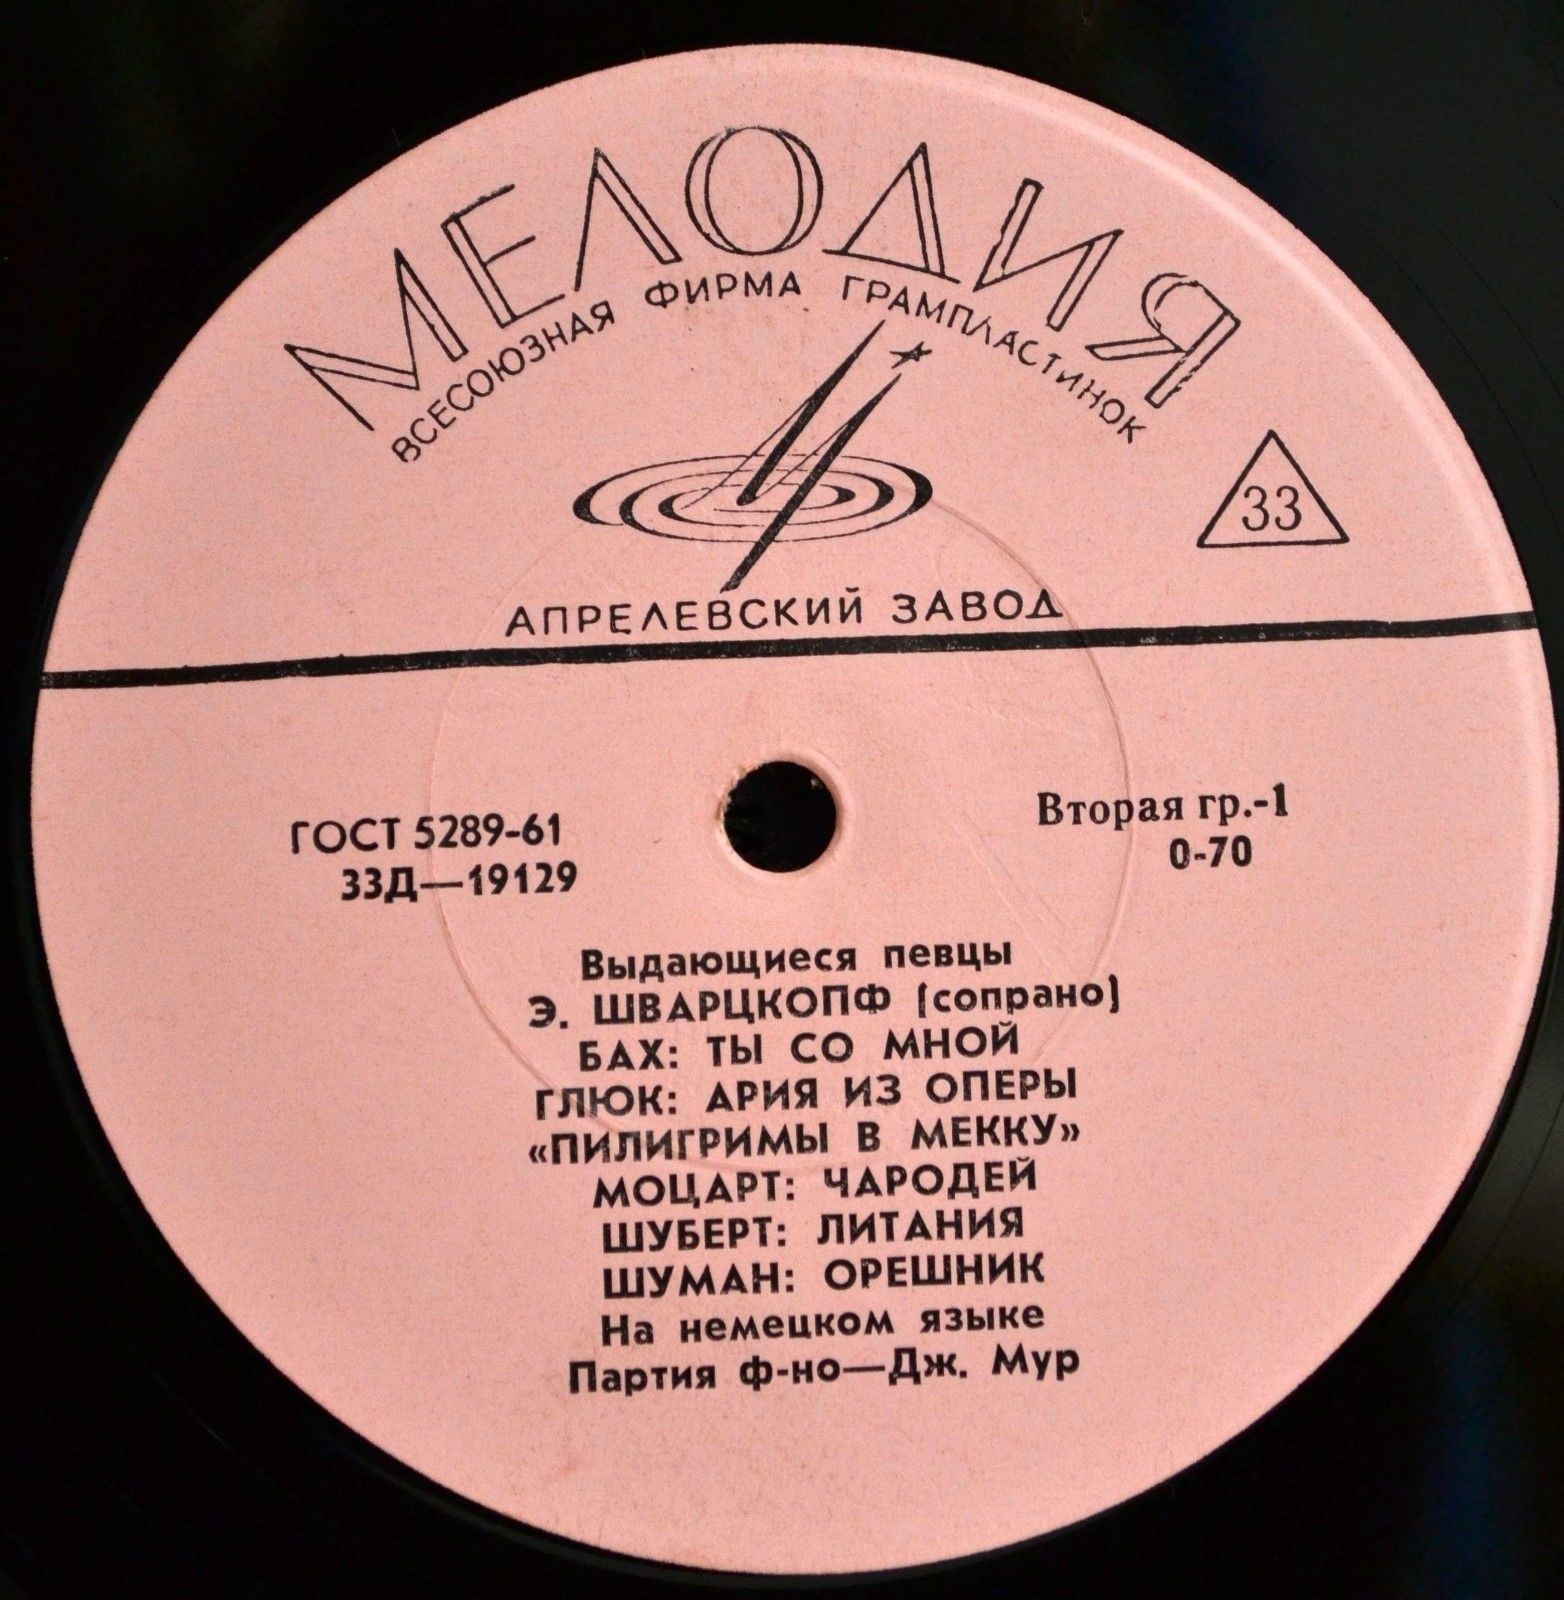 МЕЛОДИЯ
ВСЕСОЮЗНАЯ ФИРМА ГРАМПЛАСТИНОК
33
АПРЕЛЕВСКИЙ ЗАВОД
ГОСТ 5289-61
33Д—19129
Вторая гр.-1
0-70
Выдающиеся певцы
Э. ШВАРЦКОПФ (сопрано)
БАХ: ТЫ СО МНОЙ
ГЛЮК: АРИЯ ИЗ ОПЕРЫ
«ПИЛИГРИМЫ В МЕККУ»
МОЦАРТ: ЧАРОДЕЙ
ШУБЕРТ: ЛИТАНИЯ
ШУМАН: ОРЕШНИК
На немецком языке
Партия ф-но—Дж. Мур